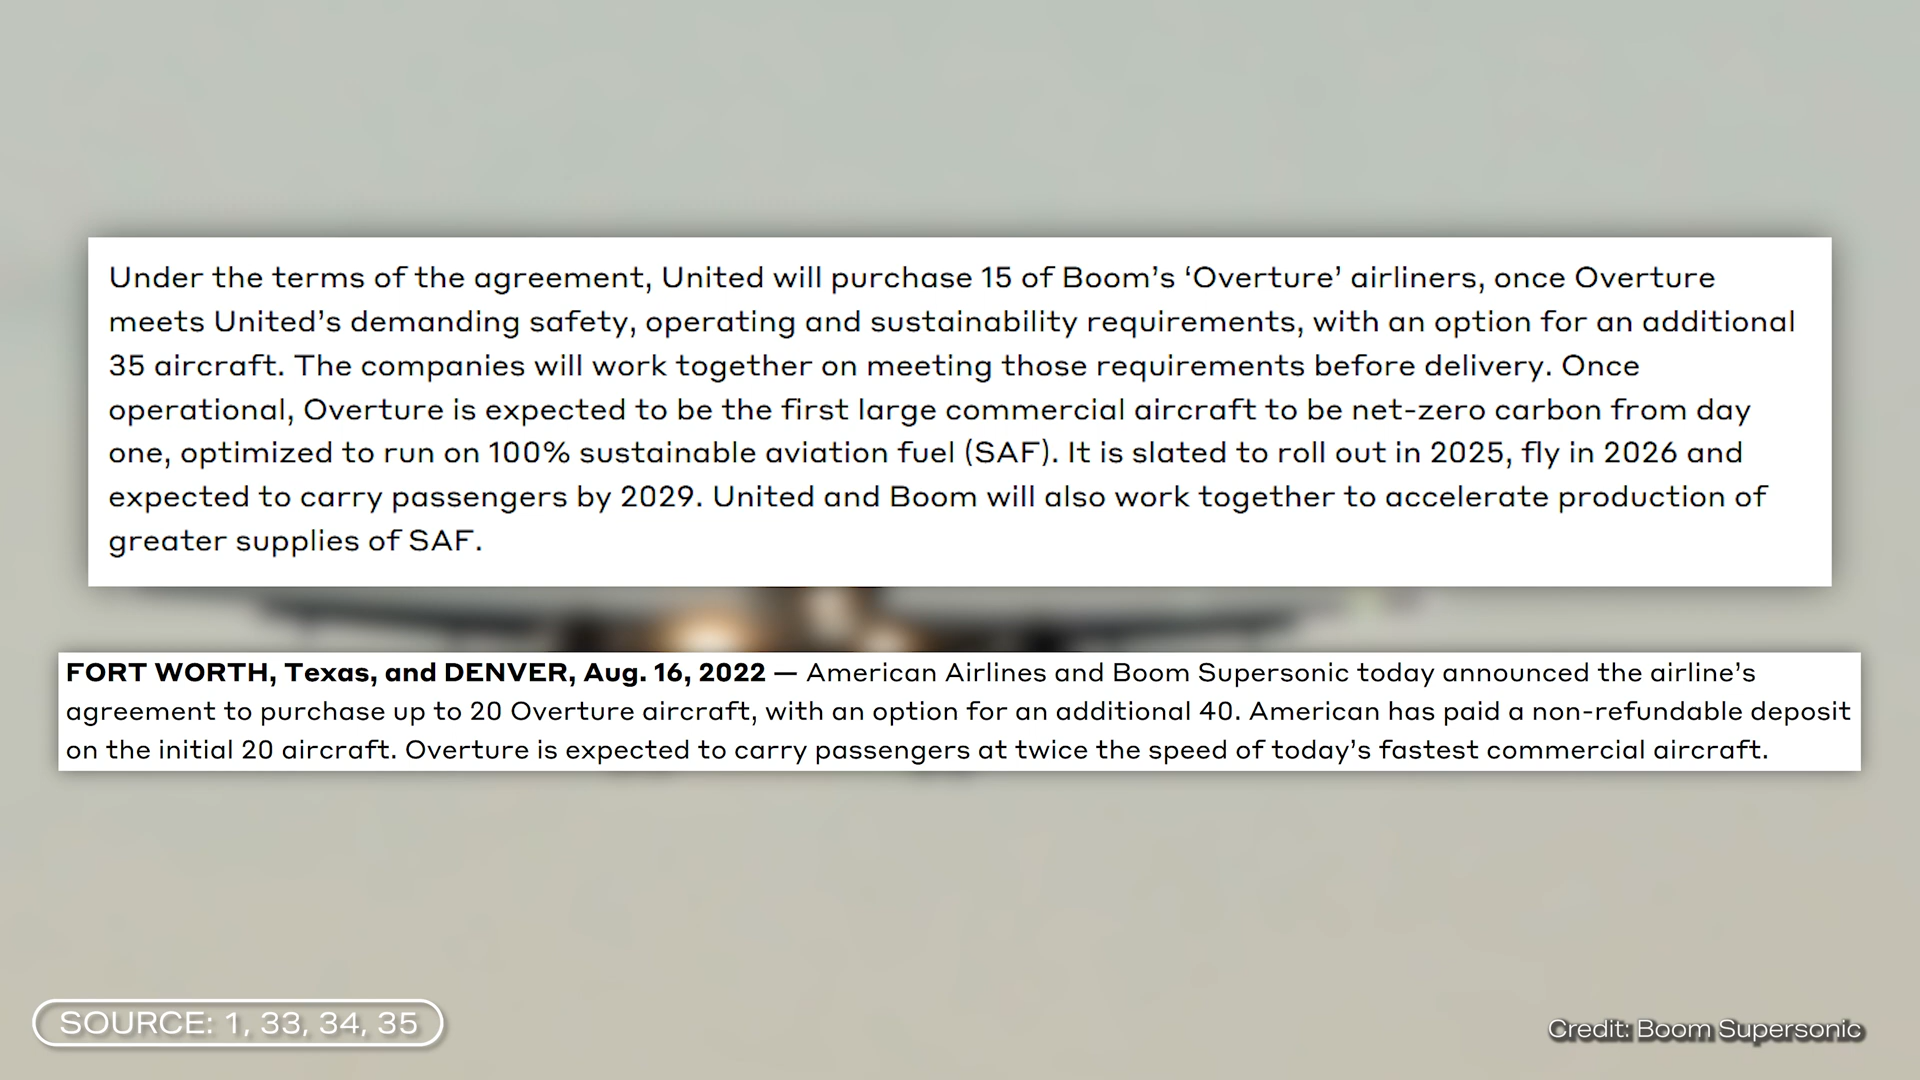 Under the terms of the agreement, United will purchase 15 of Boom’s ‘Overture’ airliners, once Overture
meets United’s demanding safety, operating and sustainability requirements, with an option for an additional
35 aircraft. The companies will work together on meeting those requirements before delivery. Once
operational, Overture is expected to be the first large commercial aircraft to be net-zero carbon from day
one, optimized to run on 100% sustainable aviation fuel (SAF). It is slated to roll out in 2025, fly in 2026 and
expected to carry passengers by 2029. United and Boom will also work together to accelerate production of
greater supplies of SAF.
FORT WORTH, Texas, and DENVER, Aug. 16, 2022 — American Airlines and Boom Supersonic today announced the airline’s
agreement to purchase up to 20 Overture aircraft, with an option for an additional 40. American has paid a non-refundable deposit
on the initial 20 aircraft. Overture is expected to carry passengers at twice the speed of today’s fastest commercial aircraft.
SOURCE: 1, 33, 34, 35
Credit: Boom Supersonic